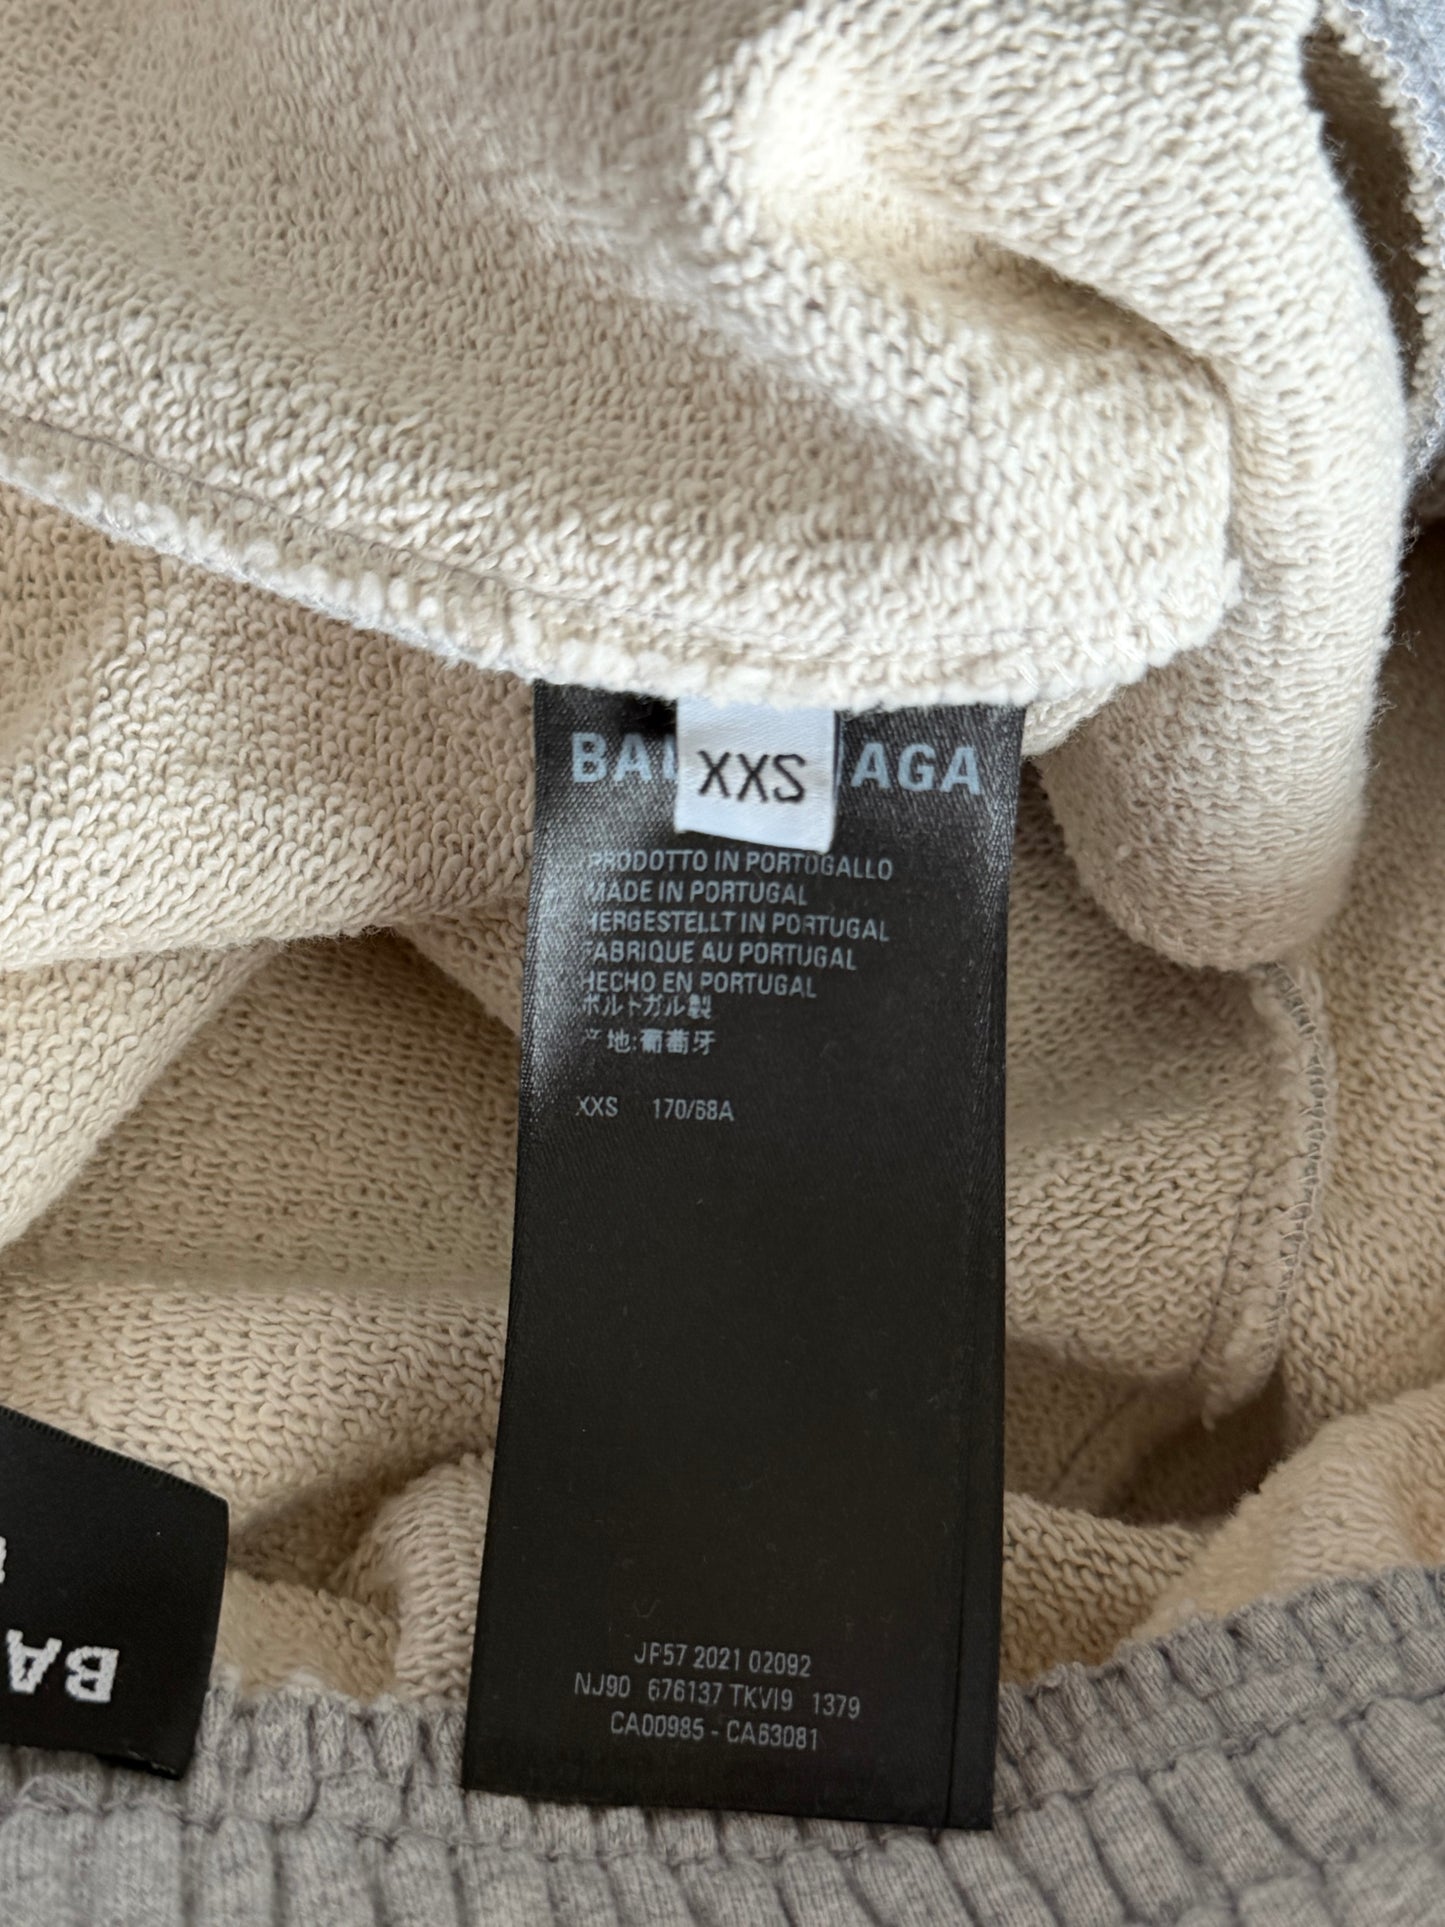 XXS
PRODOTTO IN PORTOGALLO
MADE IN PORTUGAL
HERGESTELLT IN PORTUGAL
FABRIQUE AU PORTUGAL
HECHO EN PORTUGAL
ポルトガル製
产地:葡萄牙
XXS 170/68A
JP57 2021 02092
NJ90 676137 TKVI9 1379
CA00985 - CA63081
BA